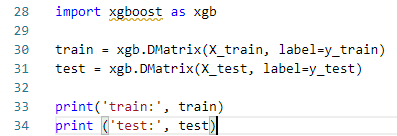 28 import xgboost as xgb
29
30 train = xgb.DMatrix(X_train, label=y_train)
31 test = xgb.DMatrix(X_test, label=y_test)
32
33 print('train:', train)
34 print ('test:', test)